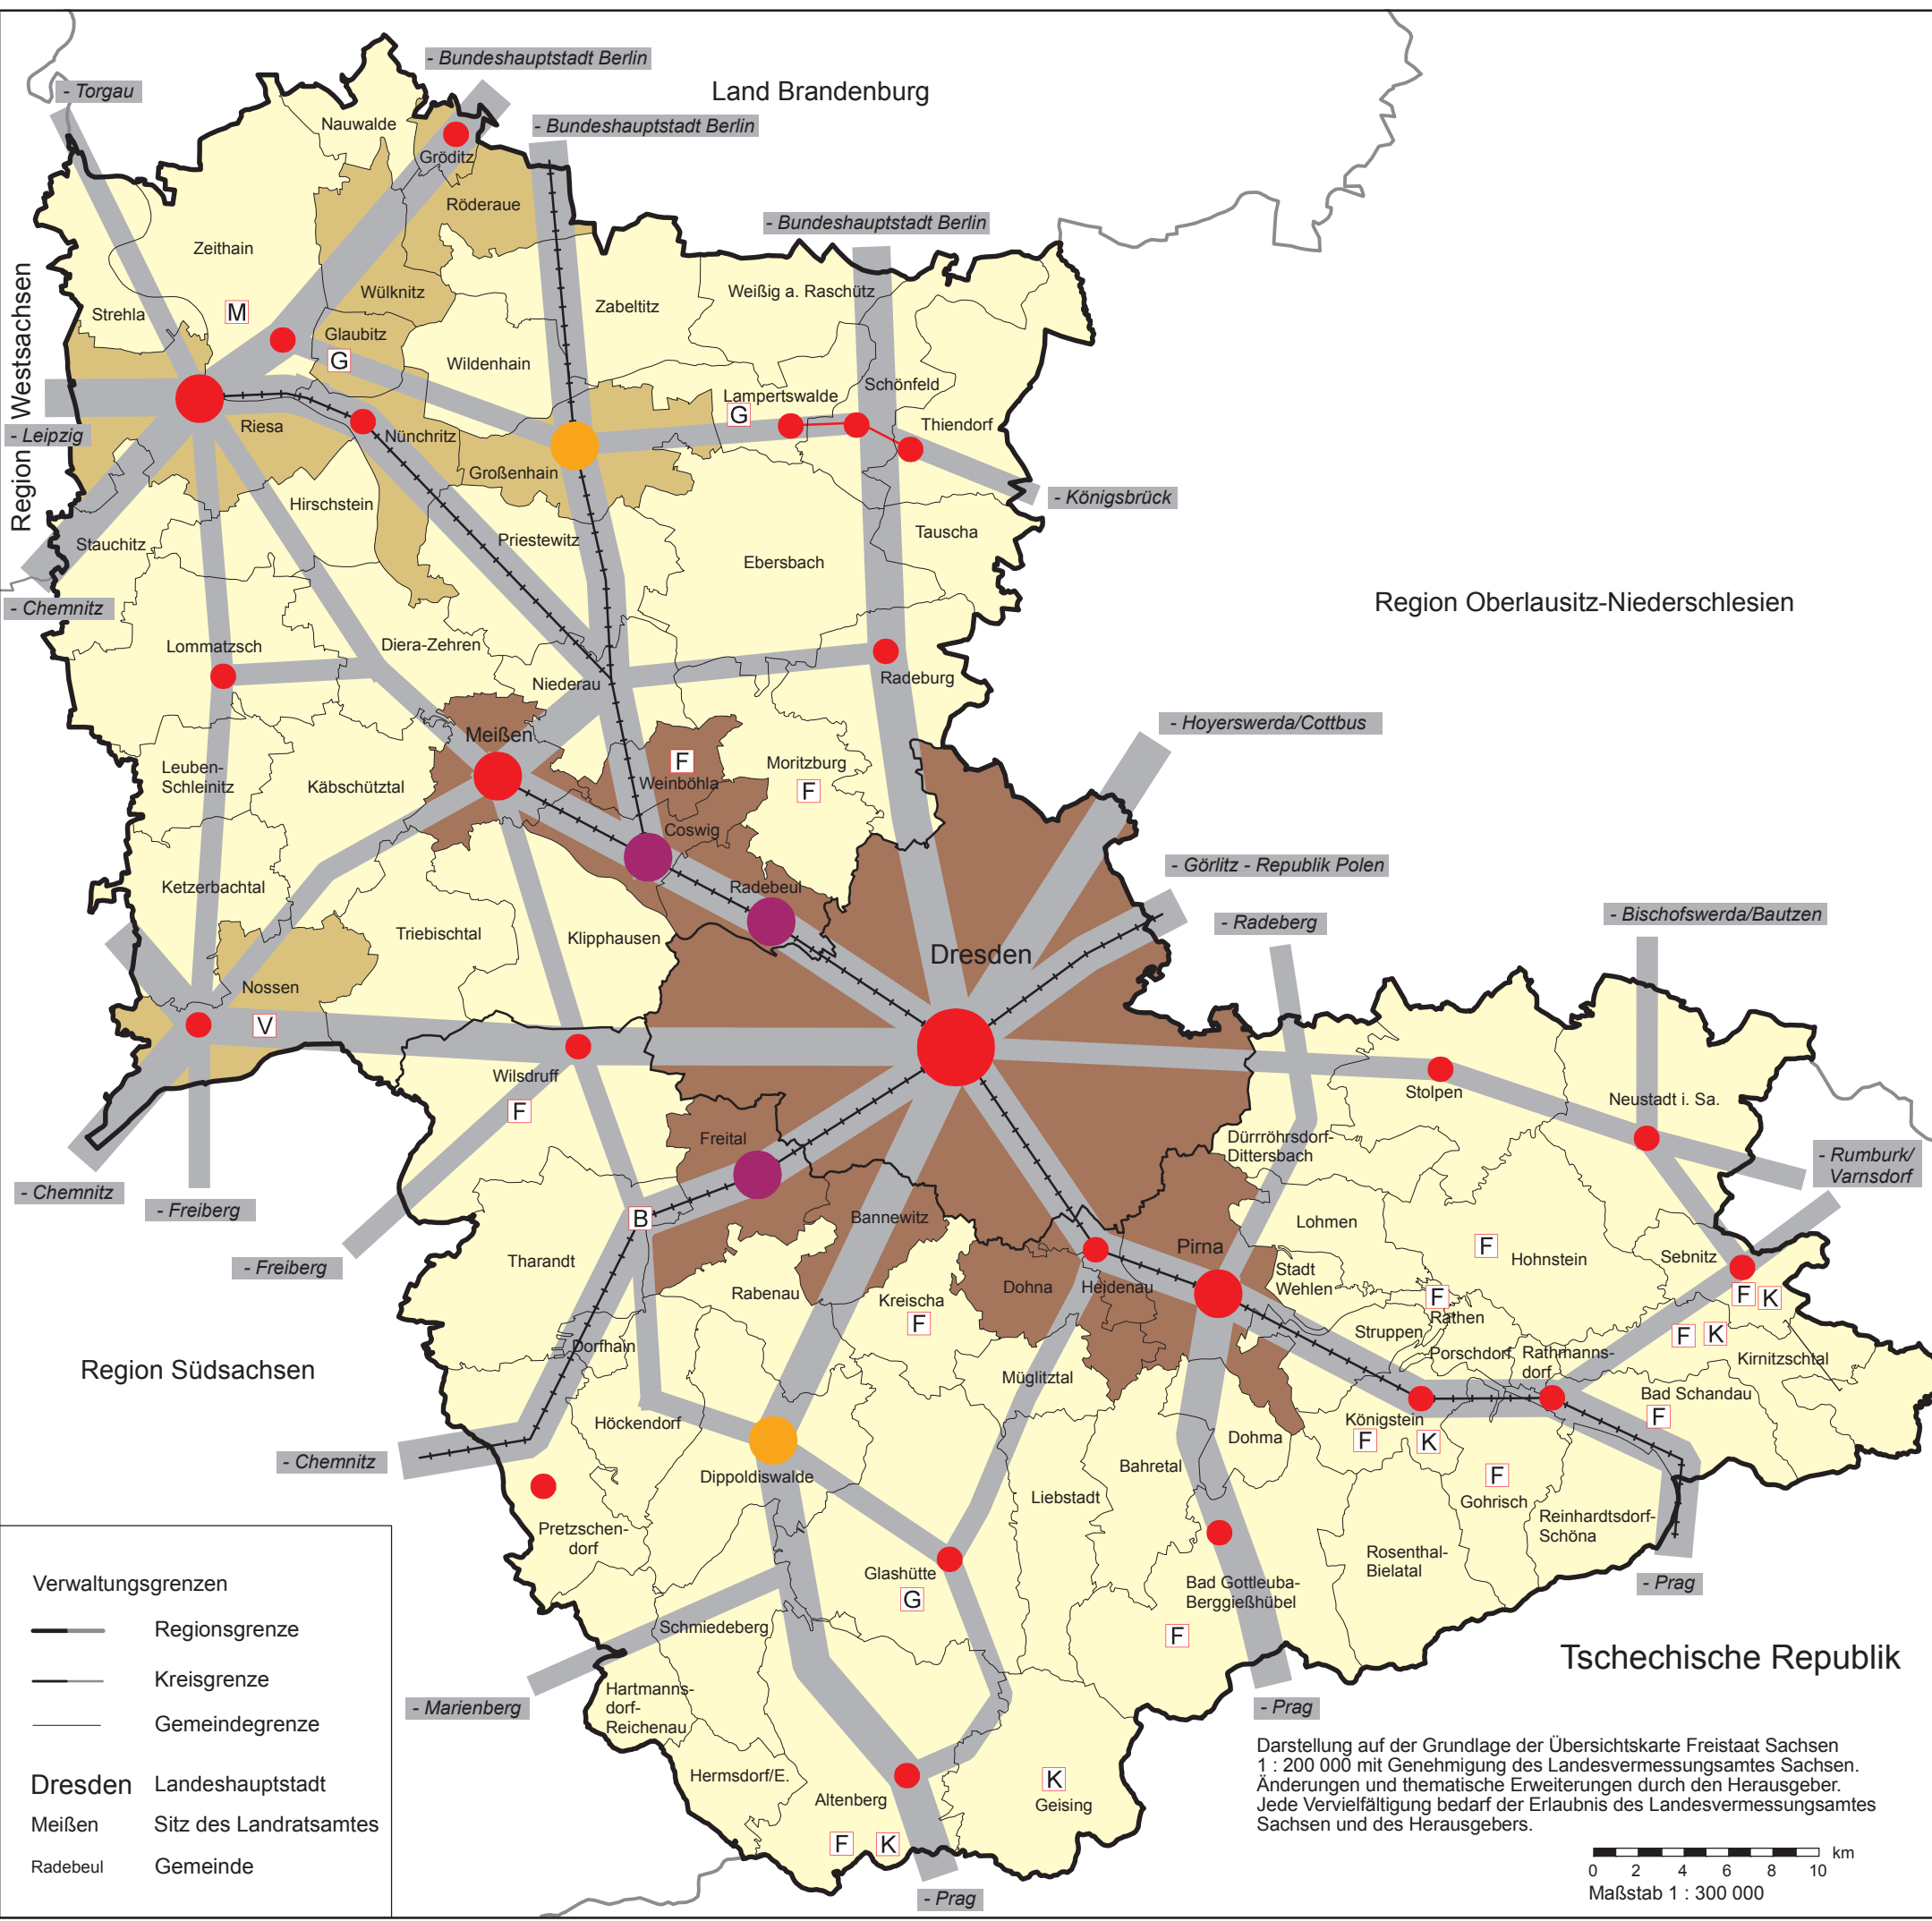 - Bundeshauptstadt Berlin
- Torgau
Land Brandenburg
Nauwalde
- Bundeshauptstadt Berlin
Gröditz
Röderaue
- Bundeshauptstadt Berlin
Zeithain
Region Westsachsen
Wülknitz
Weißig a. Raschütz
Zabeltitz
Strehla
M
Glaubitz
G
Wildenhain
Schönfeld
Lampertswalde
G
Thiendorf
- Leipzig
Riesa
Nünchritz
Großenhain
- Königsbrück
Hirschstein
Stauchitz
Priestewitz
Tauscha
Ebersbach
- Chemnitz
Region Oberlausitz-Niederschlesien
Lommatzsch
Diera-Zehren
Niederau
Radeburg
- Hoyerswerda/Cottbus
Meißen
F
Weinböhla
Moritzburg
F
Leuben-
Schleinitz
Käbschütztal
Coswig
- Görlitz - Republik Polen
Ketzerbachtal
Radebeul
- Radeberg
- Bischofswerda/Bautzen
Triebischtal
Klipphausen
Dresden
Nossen
V
Wilsdruff
F
Stolpen
Neustadt i. Sa.
Freital
Dürrröhrsdorf-
Dittersbach
- Rumburk/
Varnsdorf
- Chemnitz
- Freiberg
B
Bannewitz
Lohmen
- Freiberg
Tharandt
Pirna
F
Hohnstein
Sebnitz
F
K
Rabenau
Kreischa
F
Dohna
Heidenau
Stadt
Wehlen
F
Rathen
Struppen
F
K
Kirnitzschtal
Dorfhain
Porschdorf
Rathmanns-
dorf
Region Südsachsen
Müglitztal
Bad Schandau
F
Höckendorf
Königstein
F
K
Dohma
- Chemnitz
Dippoldiswalde
Bahretal
Liebstadt
F
Gohrisch
Reinhardtsdorf-
Schöna
Pretzschen-
dorf
Rosenthal-
Bielatal
Glashütte
G
Bad Gottleuba-
Berggießhübel
F
- Prag
Schmiedeberg
Tschechische Republik
Hartmanns-
dorf-
Reichenau
- Marienberg
- Prag
Hermsdorf/E.
Altenberg
F
K
K
Geising
- Prag
Verwaltungsgrenzen
Regionsgrenze
Kreisgrenze
Gemeindegrenze
Dresden Landeshauptstadt
Meißen Sitz des Landratsamtes
Radebeul Gemeinde
Darstellung auf der Grundlage der Übersichtskarte Freistaat Sachsen
1 : 200 000 mit Genehmigung des Landesvermessungsamtes Sachsen.
Änderungen und thematische Erweiterungen durch den Herausgeber.
Jede Vervielfältigung bedarf der Erlaubnis des Landesvermessungsamtes
Sachsen und des Herausgebers.
km
0 2 4 6 8 10
Maßstab 1 : 300 000